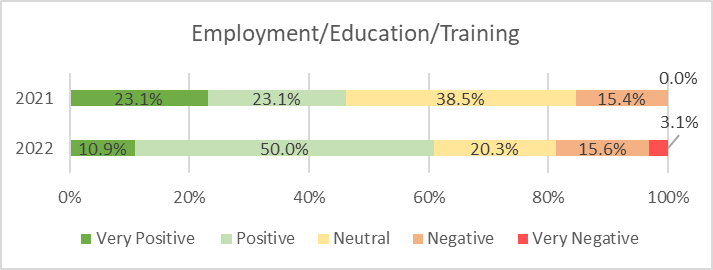 Employment/Education/Training
0.0%
2021 23.1% 23.1% 38.5% 15.4%
3.1%
2022 10.9% 50.0% 20.3% 15.6%
0% 20% 40% 60% 80% 100%
Very Positive Positive Neutral Negative Very Negative